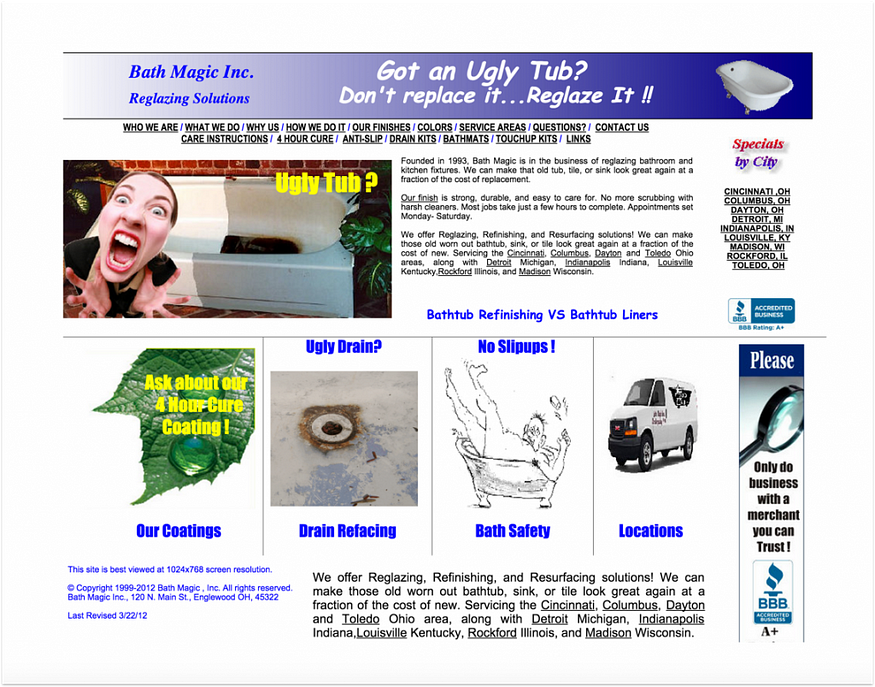 Bath Magic Inc.
Reglazing Solutions
Got an Ugly Tub?
Don't replace it...Reglaze It !!
WHO WE ARE / WHAT WE DO / WHY US / HOW WE DO IT / OUR FINISHES / COLORS / SERVICE AREAS / QUESTIONS? / CONTACT US
CARE INSTRUCTIONS / 4 HOUR CURE / ANTI-SLIP / DRAIN KITS / BATHMATS / TOUCHUP KITS / LINKS
Ugly Tub ?
Founded in 1993, Bath Magic is in the business of reglazing bathroom and
kitchen fixtures. We can make that old tub, tile, or sink look great again at a
fraction of the cost of replacement.
Our finish is strong, durable, and easy to care for. No more scrubbing with
harsh cleaners. Most jobs take just a few hours to complete. Appointments set
Monday- Saturday.
We offer Reglazing, Refinishing, and Resurfacing solutions! We can make
those old worn out bathtub, sink, or tile look great again at a fraction of the
cost of new. Servicing the Cincinnati, Columbus, Dayton and Toledo Ohio
areas, along with Detroit Michigan, Indianapolis Indiana, Louisville
Kentucky,Rockford Illinois, and Madison Wisconsin.
Bathtub Refinishing VS Bathtub Liners
Specials
by City
CINCINNATI ,OH
COLUMBUS, OH
DAYTON, OH
DETROIT, MI
INDIANAPOLIS, IN
LOUISVILLE, KY
MADISON, WI
ROCKFORD, IL
TOLEDO, OH
BBB
ACCREDITED
BUSINESS
BBB Rating: A+
Ask about our
4 Hour Cure
Coating !
Our Coatings
Ugly Drain?
Drain Refacing
No Slipups !
Bath Safety
Locations
Please
Only do
business
with a
merchant
you can
Trust !
BBB
ACCREDITED
BUSINESS
A+
This site is best viewed at 1024x768 screen resolution.
© Copyright 1999-2012 Bath Magic , Inc. All rights reserved.
Bath Magic Inc., 120 N. Main St., Englewood OH, 45322
Last Revised 3/22/12
We offer Reglazing, Refinishing, and Resurfacing solutions! We can
make those old worn out bathtub, sink, or tile look great again at a
fraction of the cost of new. Servicing the Cincinnati, Columbus, Dayton
and Toledo Ohio area, along with Detroit Michigan, Indianapolis
Indiana,Louisville Kentucky, Rockford Illinois, and Madison Wisconsin.